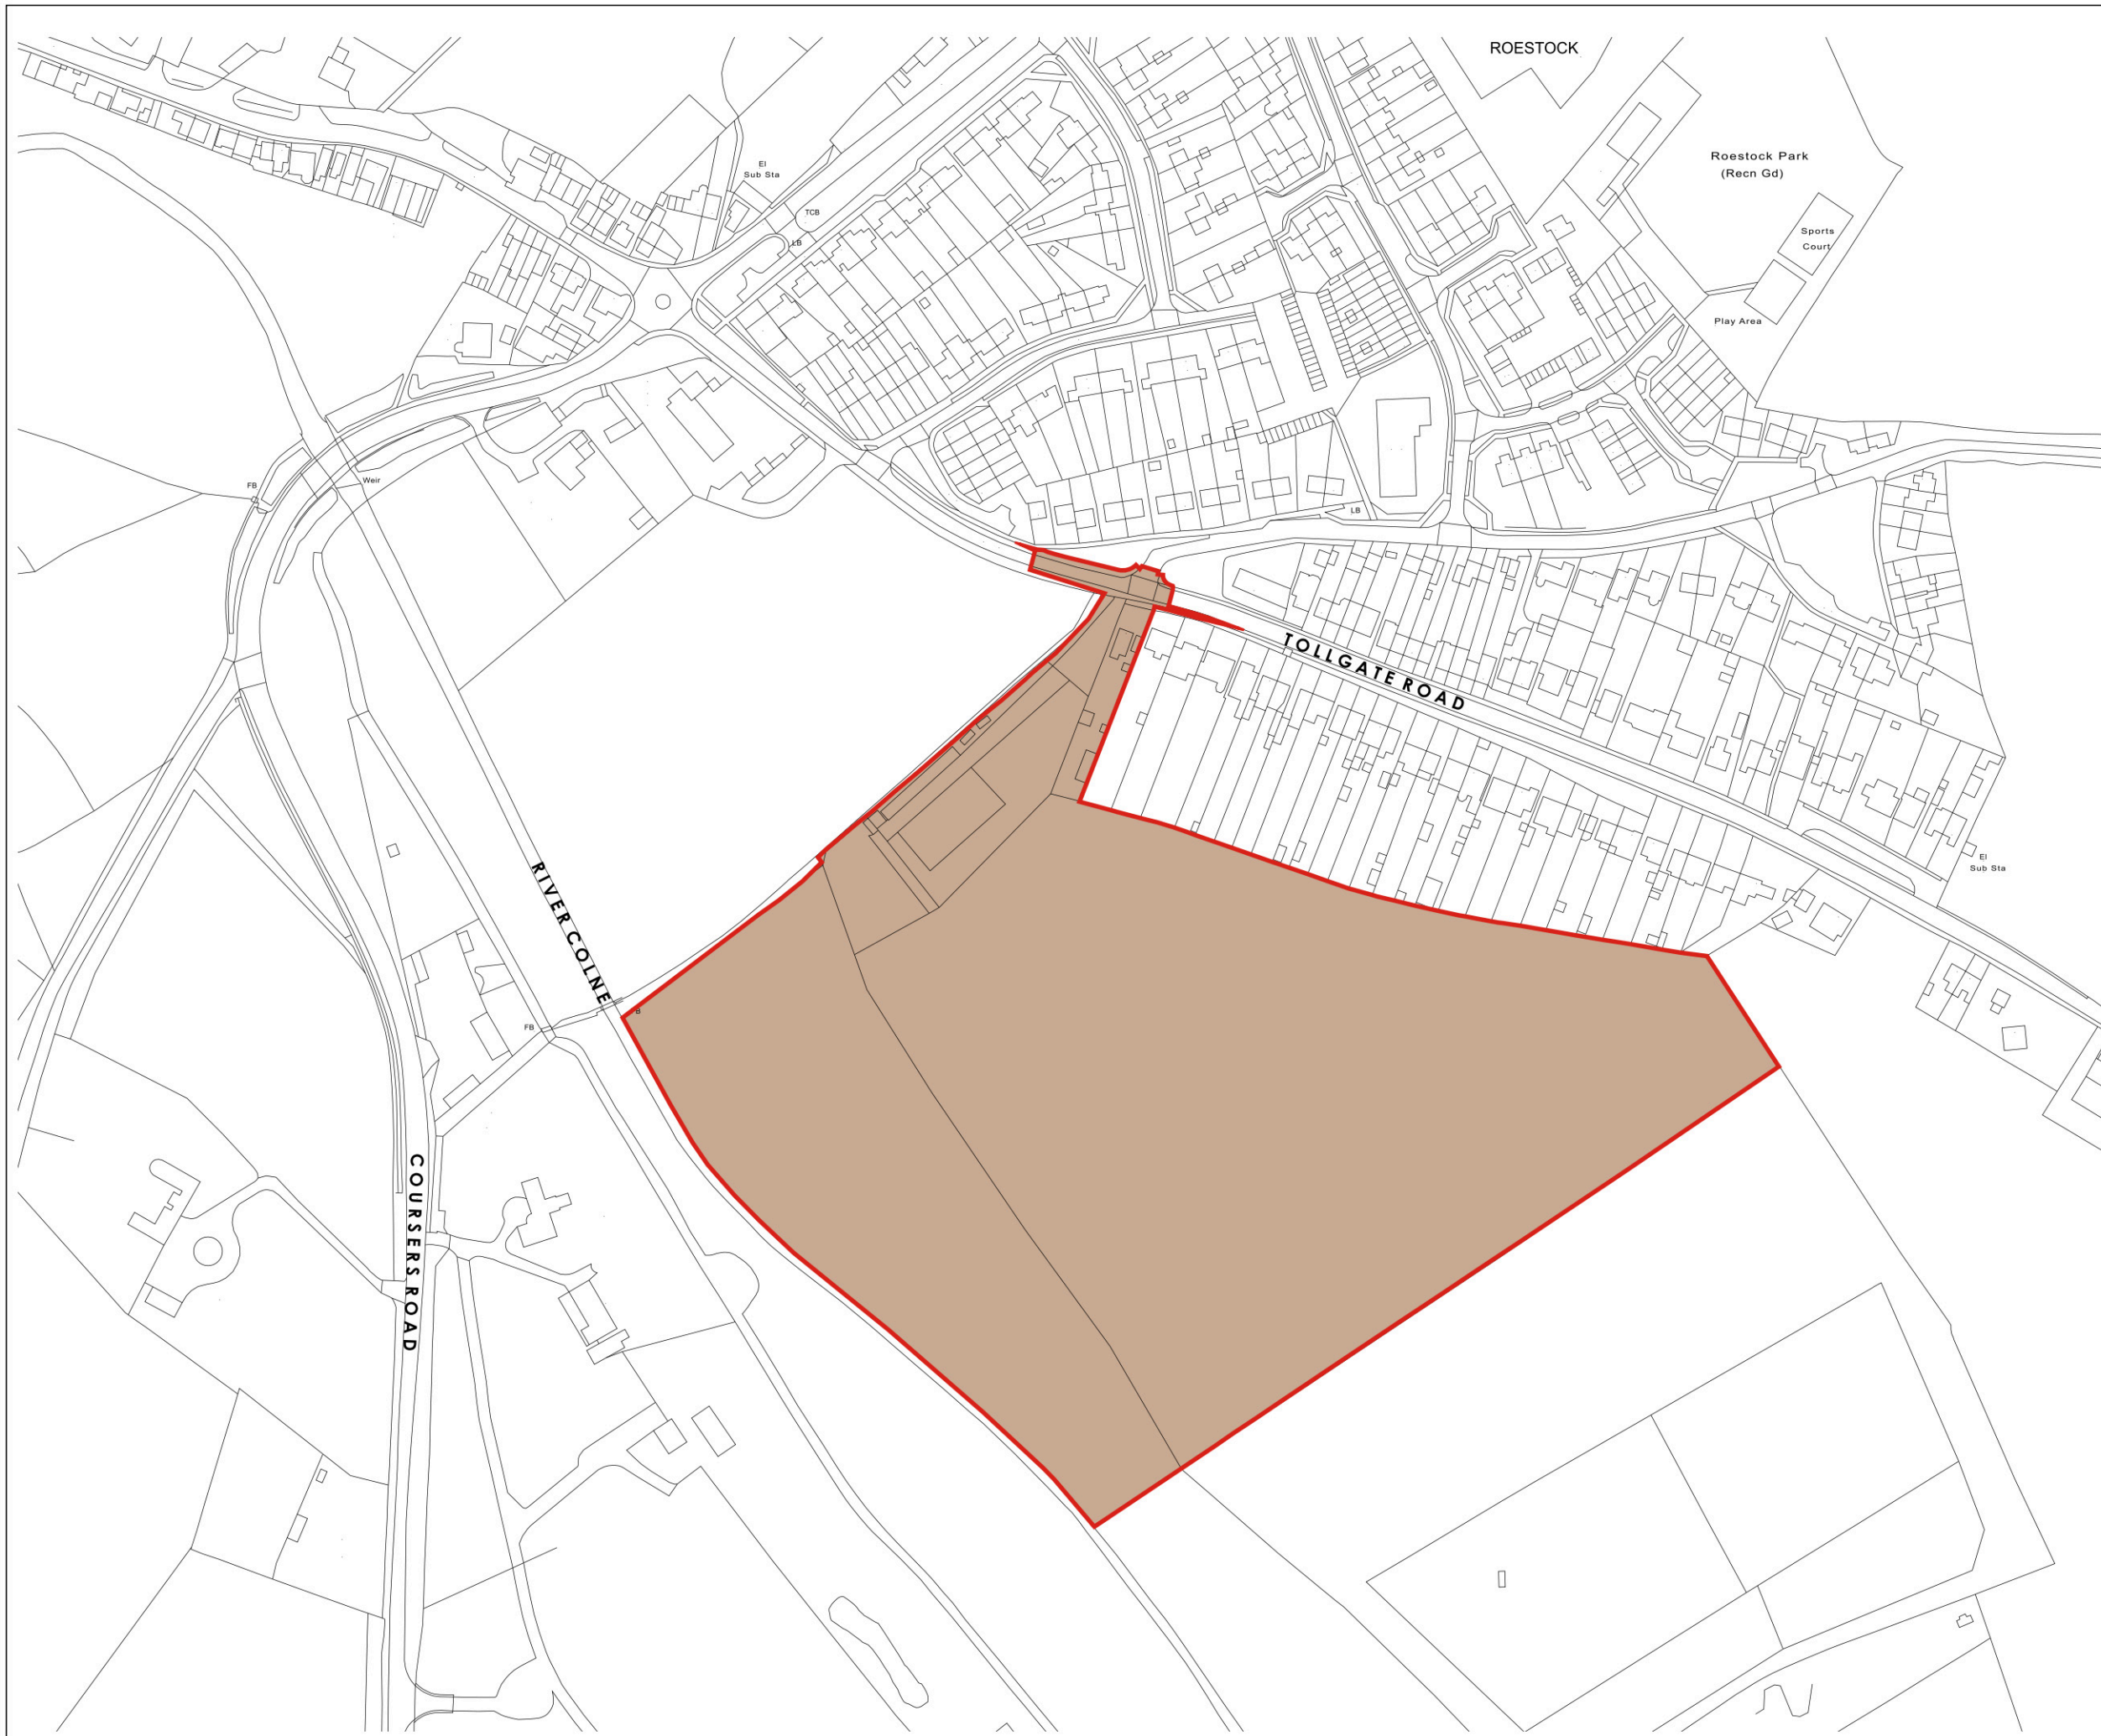 ROESTOCK
Roestock Park
(Recn Gd)
El
Sub Sta
TCB
LB
Sports
Court
Play Area
FB
Weir
LB
TOLLGATE ROAD
El
Sub Sta
RIVER COLNE
FB
COURSERS ROAD